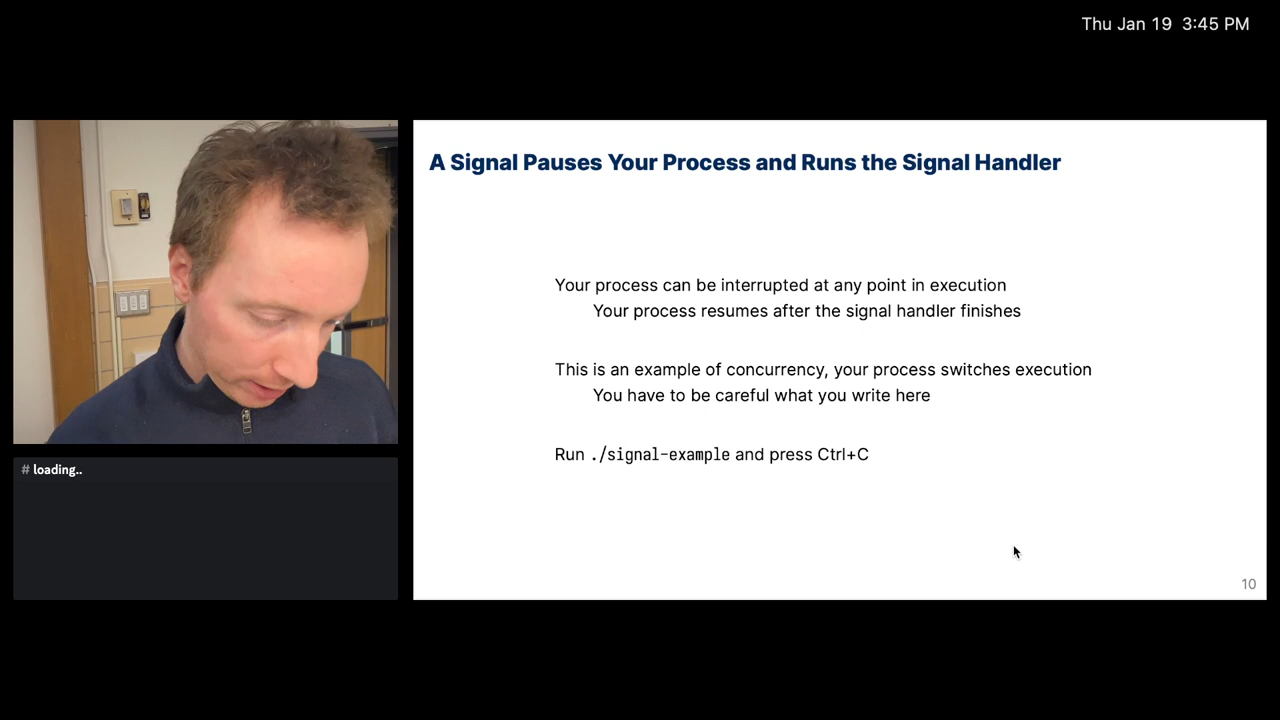 Thu Jan 19 3:45 PM
# loading..
A Signal Pauses Your Process and Runs the Signal Handler
Your process can be interrupted at any point in execution
Your process resumes after the signal handler finishes
This is an example of concurrency, your process switches execution
You have to be careful what you write here
Run ./signal-example and press Ctrl+C
10